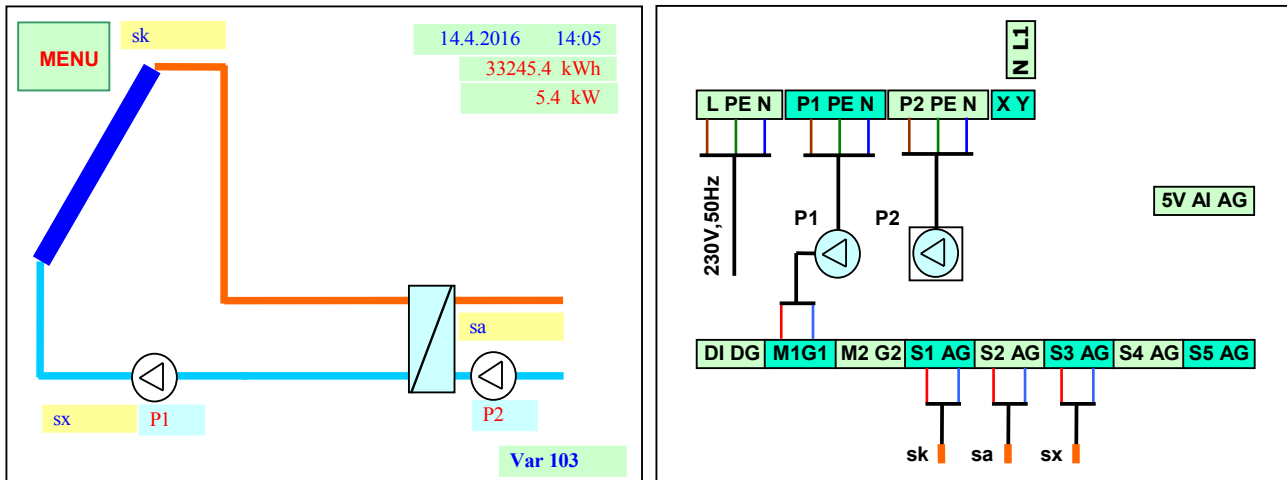 MENU
sk
14.4.2016 14:05
33245.4 kWh
5.4 kW
sa
sx
P1
P2
Var 103
N L1
L PE N
P1 PE N
P2 PE N
X Y
5V AI AG
230V,50Hz
P1
P2
DI DG
M1G1
M2 G2
S1 AG
S2 AG
S3 AG
S4 AG
S5 AG
sk
sa
sx